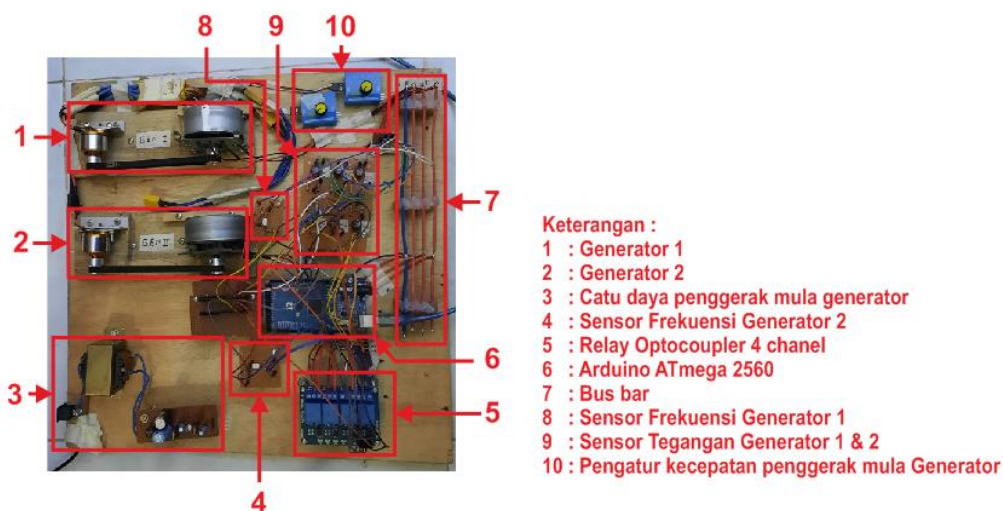 8
9
10
1
GEN I
2
GEN II
7
3
6
5
4
Keterangan :
1 : Generator 1
2 : Generator 2
3 : Catu daya penggerak mula generator
4 : Sensor Frekuensi Generator 2
5 : Relay Optocoupler 4 chanel
6 : Arduino ATmega 2560
7 : Bus bar
8 : Sensor Frekuensi Generator 1
9 : Sensor Tegangan Generator 1 & 2
10 : Pengatur kecepatan penggerak mula Generator